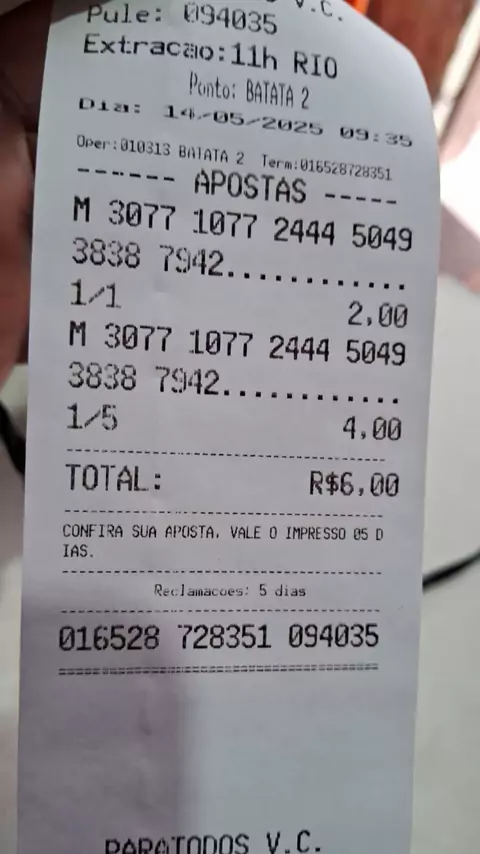 V.C.
Pule: 094035
Extracao:11h RIO
Ponto: BATATA 2
Dia: 14/05/2025 09:35
Oper:010313 BATATA 2 Term:016528728351
------ APOSTAS -----
M 3077 1077 2444 5049
3838 7942............
1/1 2,00
M 3077 1077 2444 5049
3838 7942............
1/5 4,00
TOTAL: R$6,00
CONFIRA SUA APOSTA. VALE O IMPRESSO 05 D
IAS.
Reclamacoes: 5 dias
016528 728351 094035
PARATODOS V.C.